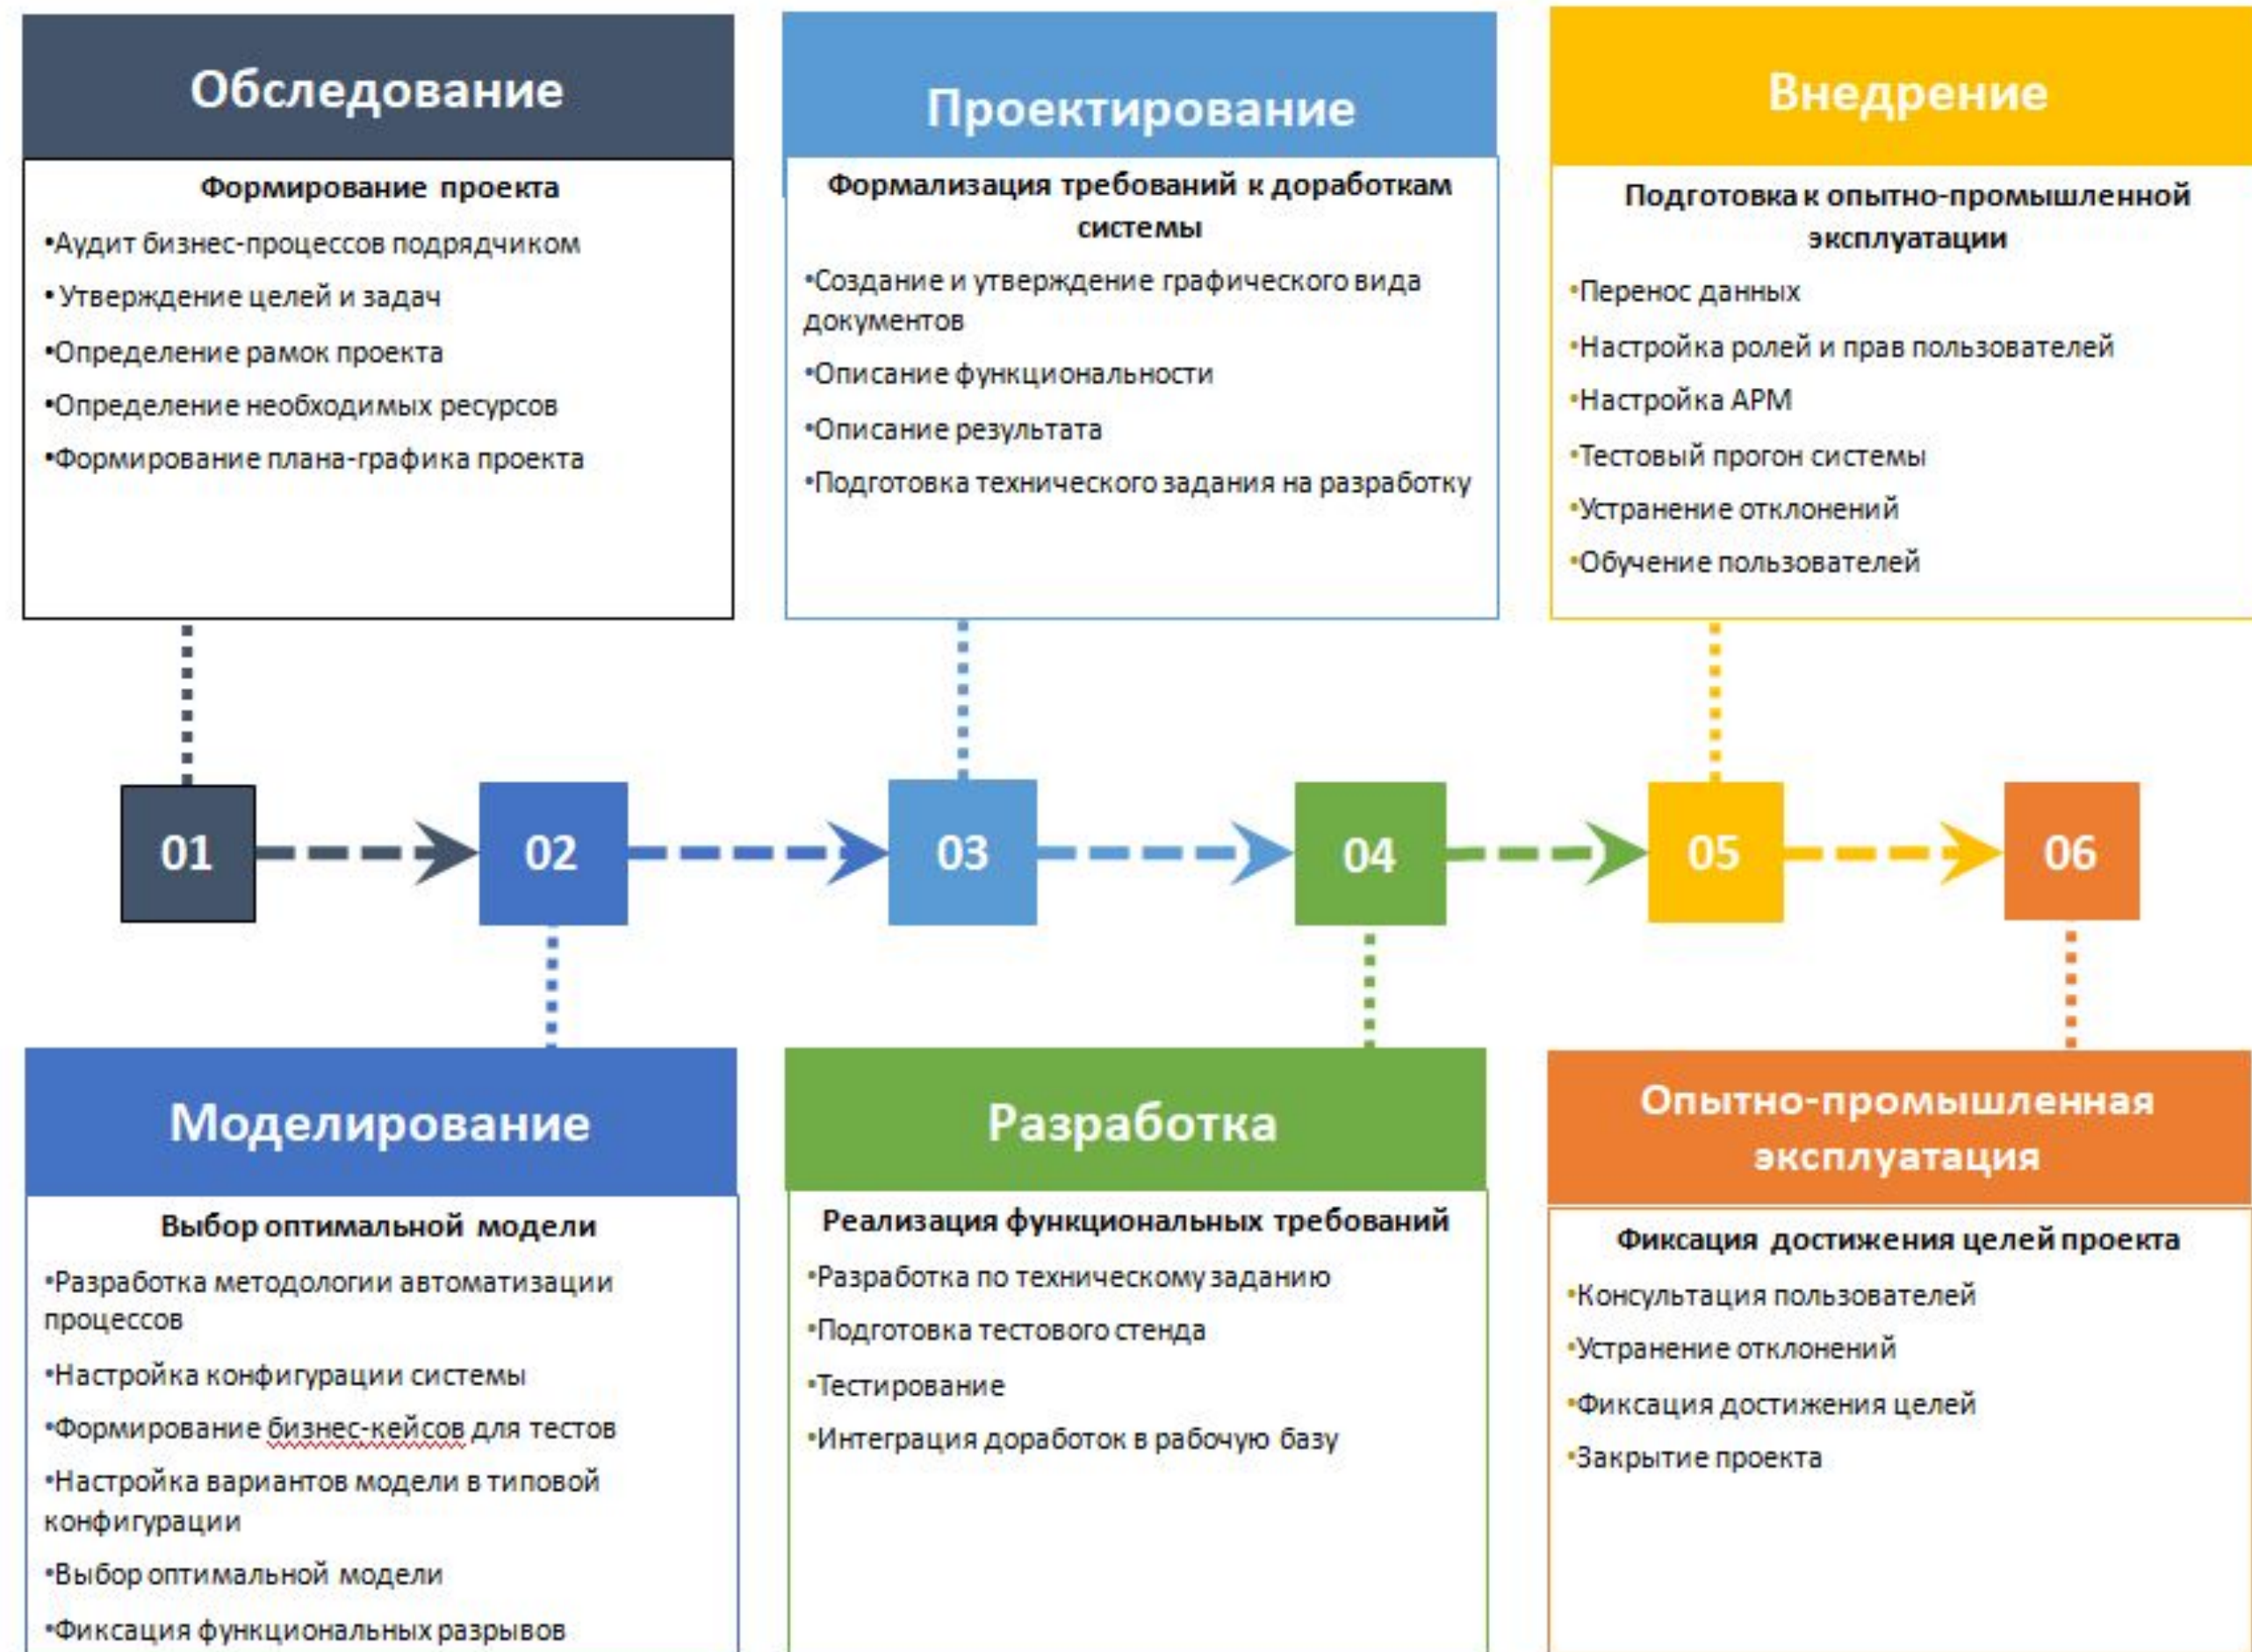 Обследование
Формирование проекта
•Аудит бизнес-процессов подрядчиком
• Утверждение целей и задач
•Определение рамок проекта
•Определение необходимых ресурсов
•Формирование плана-графика проекта
Проектирование
Формализация требований к доработкам
системы
•Создание и утверждение графического вида
документов
•Описание функциональности
•Описание результата
•Подготовка технического задания на разработку
Внедрение
Подготовка к опытно-промышленной
эксплуатации
•Перенос данных
•Настройка ролей и прав пользователей
•Настройка АРМ
•Тестовый прогон системы
•Устранение отклонений
•Обучение пользователей
01
02
03
04
05
06
Моделирование
Выбор оптимальной модели
•Разработка методологии автоматизации
процессов
•Настройка конфигурации системы
•Формирование бизнес-кейсов для тестов
•Настройка вариантов модели в типовой
конфигурации
•Выбор оптимальной модели
•Фиксация функциональных разрывов
Разработка
Реализация функциональных требований
•Разработка по техническому заданию
•Подготовка тестового стенда
•Тестирование
•Интеграция доработок в рабочую базу
Опытно-промышленная
эксплуатация
Фиксация достижения целей проекта
•Консультация пользователей
•Устранение отклонений
•Фиксация достижения целей
•Закрытие проекта